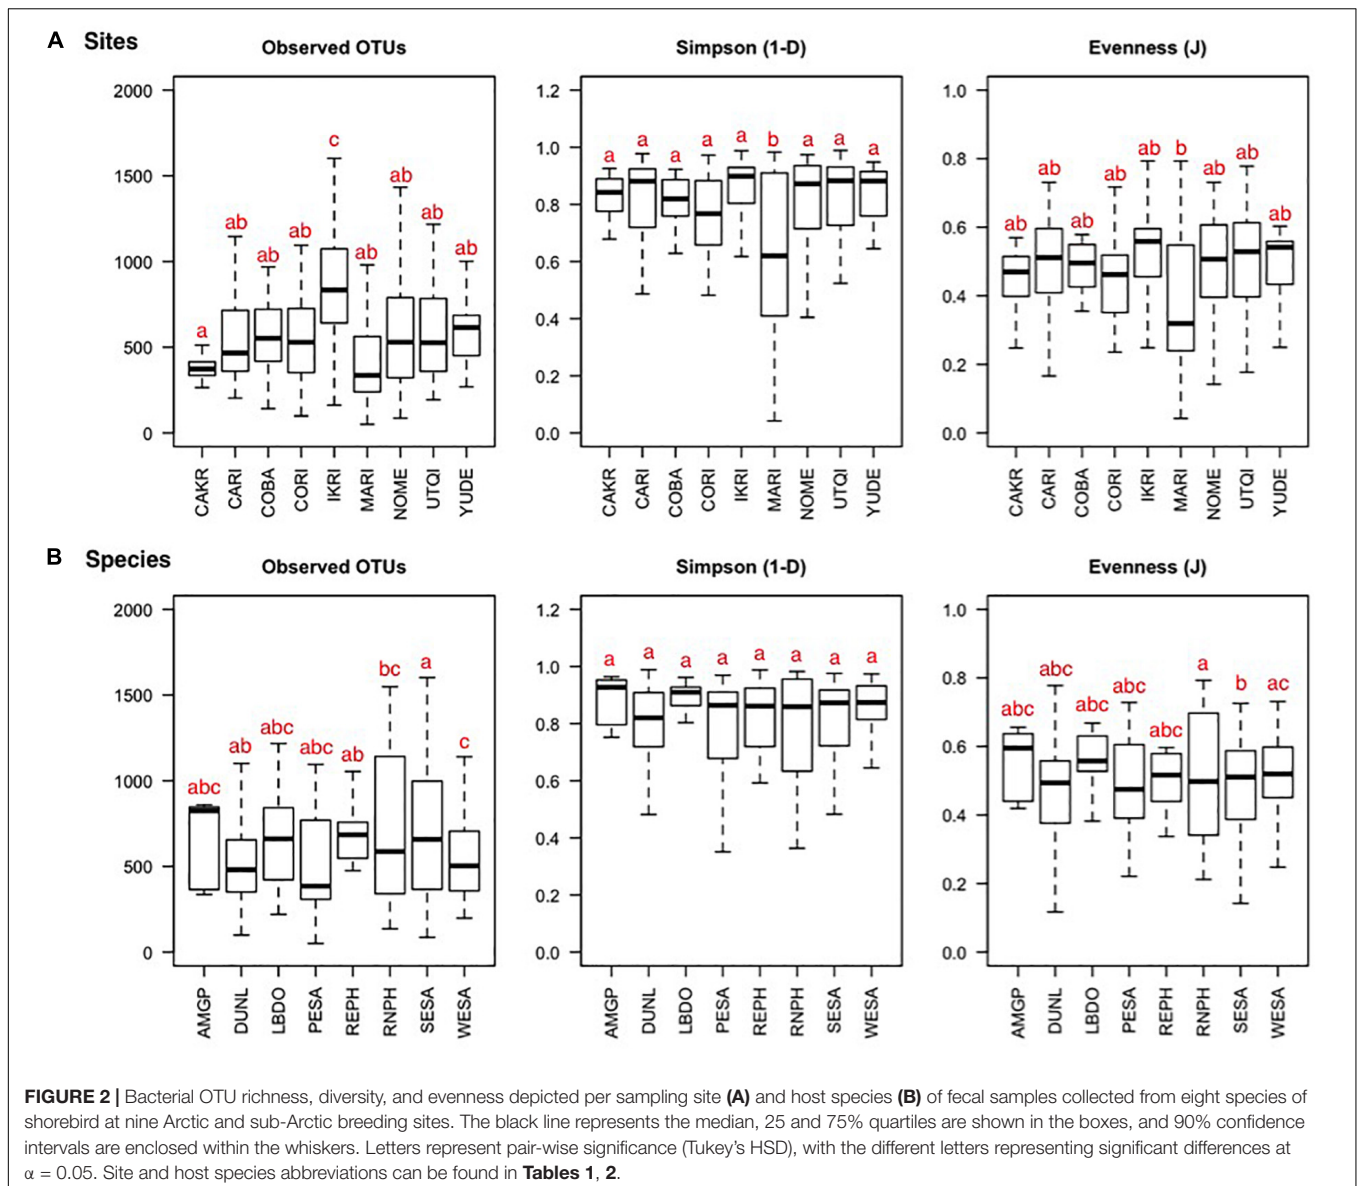 A Sites
Observed OTUs
2000
1500
1000
500
0
a
ab
ab
ab
c
ab
ab
ab
ab
CAKR
CARI
COBA
CORI
IKRI
MARI
NOME
UTQI
YUDE
Simpson (1-D)
1.2
1.0
0.8
0.6
0.4
0.2
0.0
a
a
a
a
a
b
a
a
a
CAKR
CARI
COBA
CORI
IKRI
MARI
NOME
UTQI
YUDE
Evenness (J)
1.0
0.8
0.6
0.4
0.2
0.0
ab
ab
ab
ab
ab
b
ab
ab
ab
CAKR
CARI
COBA
CORI
IKRI
MARI
NOME
UTQI
YUDE
B Species
Observed OTUs
2000
1500
1000
500
0
abc
ab
abc
abc
ab
bc
a
c
AMGP
DUNL
LBDO
PESA
REPH
RNPH
SESA
WESA
Simpson (1-D)
1.2
1.0
0.8
0.6
0.4
0.2
0.0
a
a
a
a
a
a
a
a
AMGP
DUNL
LBDO
PESA
REPH
RNPH
SESA
WESA
Evenness (J)
1.0
0.8
0.6
0.4
0.2
0.0
abc
abc
abc
abc
abc
a
b
ac
AMGP
DUNL
LBDO
PESA
REPH
RNPH
SESA
WESA
FIGURE 2 | Bacterial OTU richness, diversity, and evenness depicted per sampling site (A) and host species (B) of fecal samples collected from eight species of
shorebird at nine Arctic and sub-Arctic breeding sites. The black line represents the median, 25 and 75% quartiles are shown in the boxes, and 90% confidence
intervals are enclosed within the whiskers. Letters represent pair-wise significance (Tukey's HSD), with the different letters representing significant differences at
α = 0.05. Site and host species abbreviations can be found in Tables 1, 2.